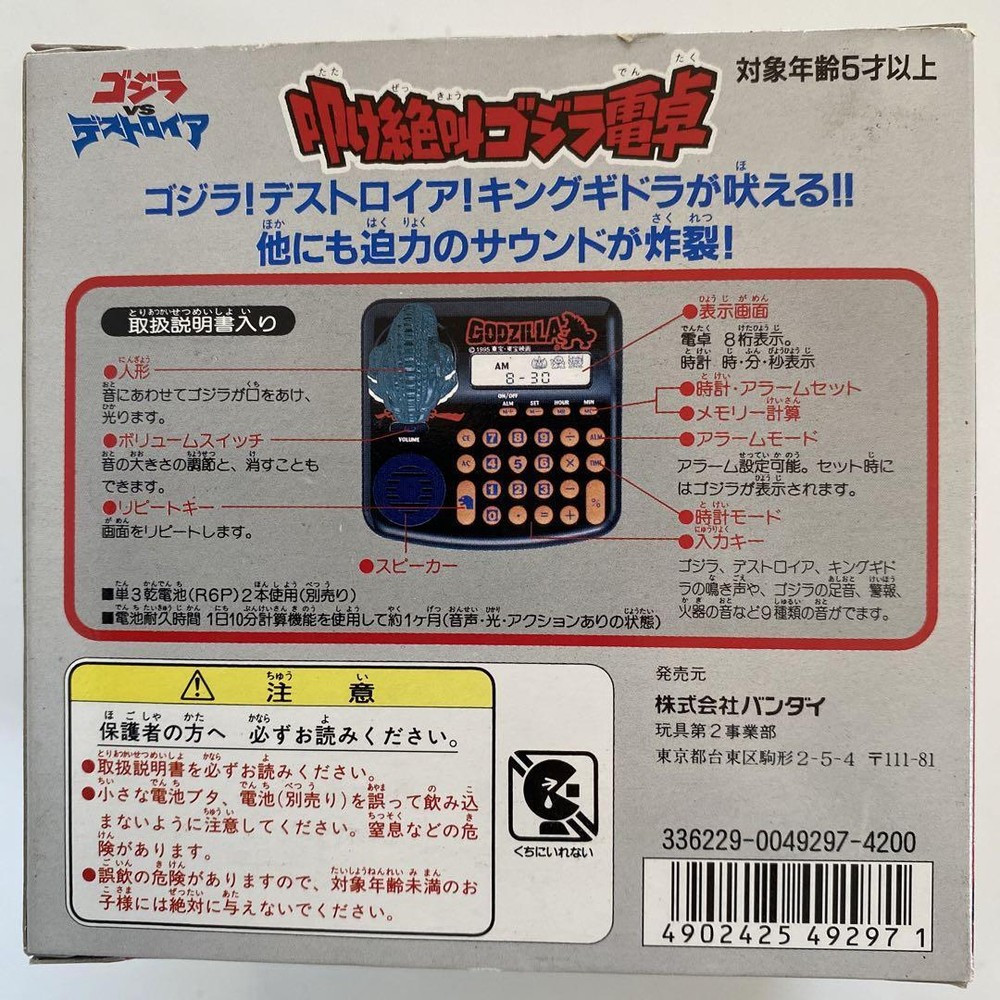 ゴジラ
VS
デストロイア
叩け絶叫ゴジラ電卓
対象年齢5才以上
ゴジラ!デストロイア!キングギドラが吠える!!
他にも迫力のサウンドが炸裂!
取扱説明書入り
●人形
音にあわせてゴジラが口をあけ、
光ります。
●ボリュームスイッチ
音の大きさの調節と、消すことも
できます。
●リピートキー
画面をリピートします。
●スピーカー
GODZILLA
©1995 東宝・東宝映画
AM
8-30
ON/OFF
ALM SET HOUR MIN
VOLUME
CE 7 8 9 ÷ ALM
AC 4 5 6 × TIME
1 2 3 − %
0 · = +
●表示画面
電卓 8桁表示。
時計 時・分・秒表示
●時計・アラームセット
●メモリー計算
●アラームモード
アラーム設定可能。セット時に
はゴジラが表示されます。
●時計モード
●入力キー
ゴジラ、デストロイア、キングギド
ラの鳴き声や、ゴジラの足音、警報、
火器の音など9種類の音がでます。
■単3乾電池(R6P)2本使用(別売り)
■電池耐久時間 1日10分計算機能を使用して約1ヶ月(音声・光・アクションありの状態)
注意
保護者の方へ 必ずお読みください。
●取扱説明書を必ずお読みください。
●小さな電池ブタ、電池(別売り)を誤って飲み込
まないように注意してください。窒息などの危
険があります。
●誤飲の危険がありますので、対象年齢未満のお
子様には絶対に与えないでください。
くちにいれない
発売元
株式会社バンダイ
玩具第2事業部
東京都台東区駒形2-5-4 〒111-81
336229-0049297-4200
4902425 492971